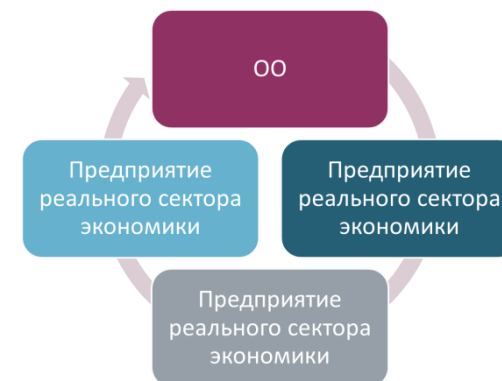 ОО
Предприятие
реального сектора
экономики
Предприятие
реального сектора
экономики
Предприятие
реального сектора
экономики